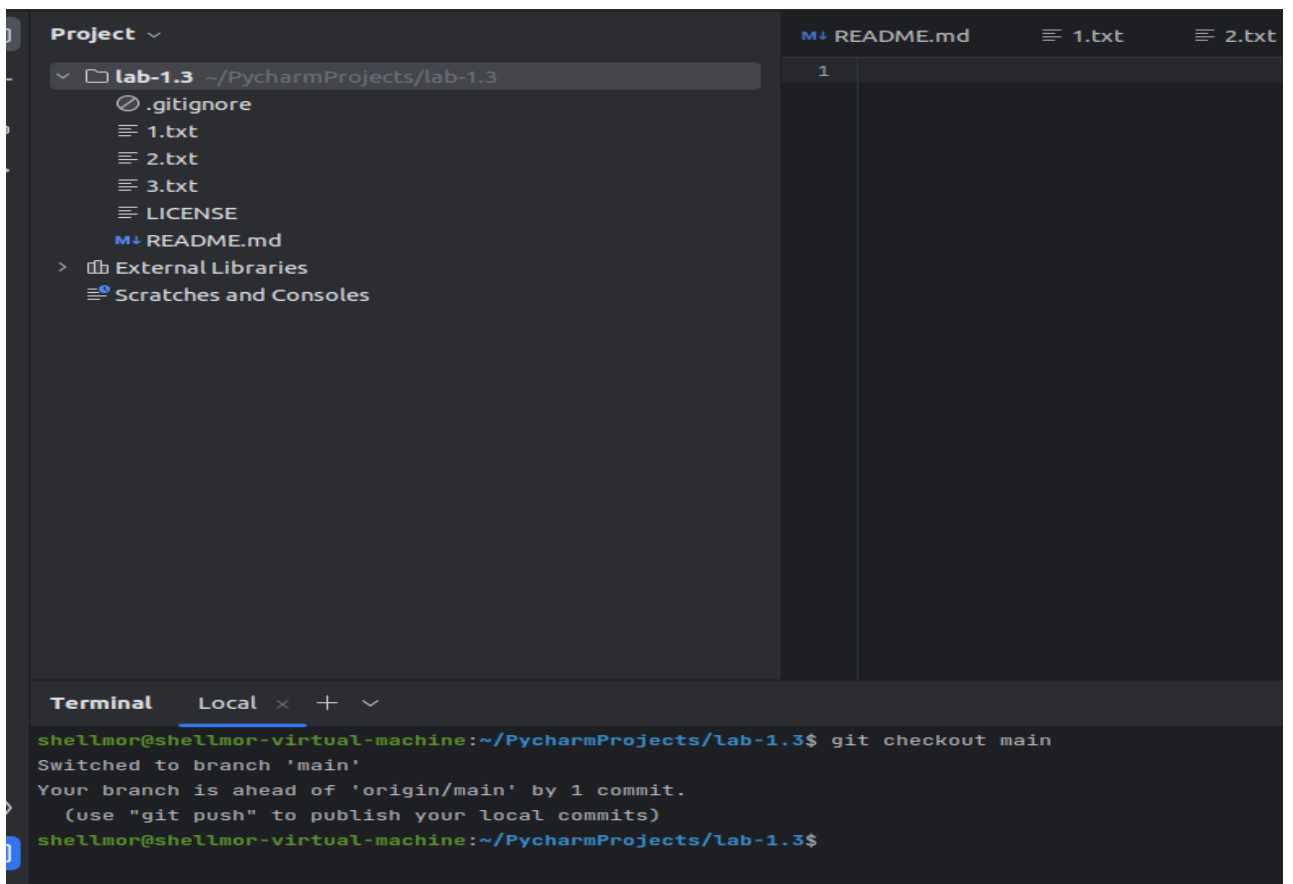 Project
lab-1.3 ~/PycharmProjects/lab-1.3
.gitignore
1.txt
2.txt
3.txt
LICENSE
M↓ README.md
External Libraries
Scratches and Consoles
M↓ README.md 1.txt 2.txt
1
Terminal Local × +
shellmor@shellmor-virtual-machine:~/PycharmProjects/lab-1.3$ git checkout main
Switched to branch 'main'
Your branch is ahead of 'origin/main' by 1 commit.
(use "git push" to publish your local commits)
shellmor@shellmor-virtual-machine:~/PycharmProjects/lab-1.3$